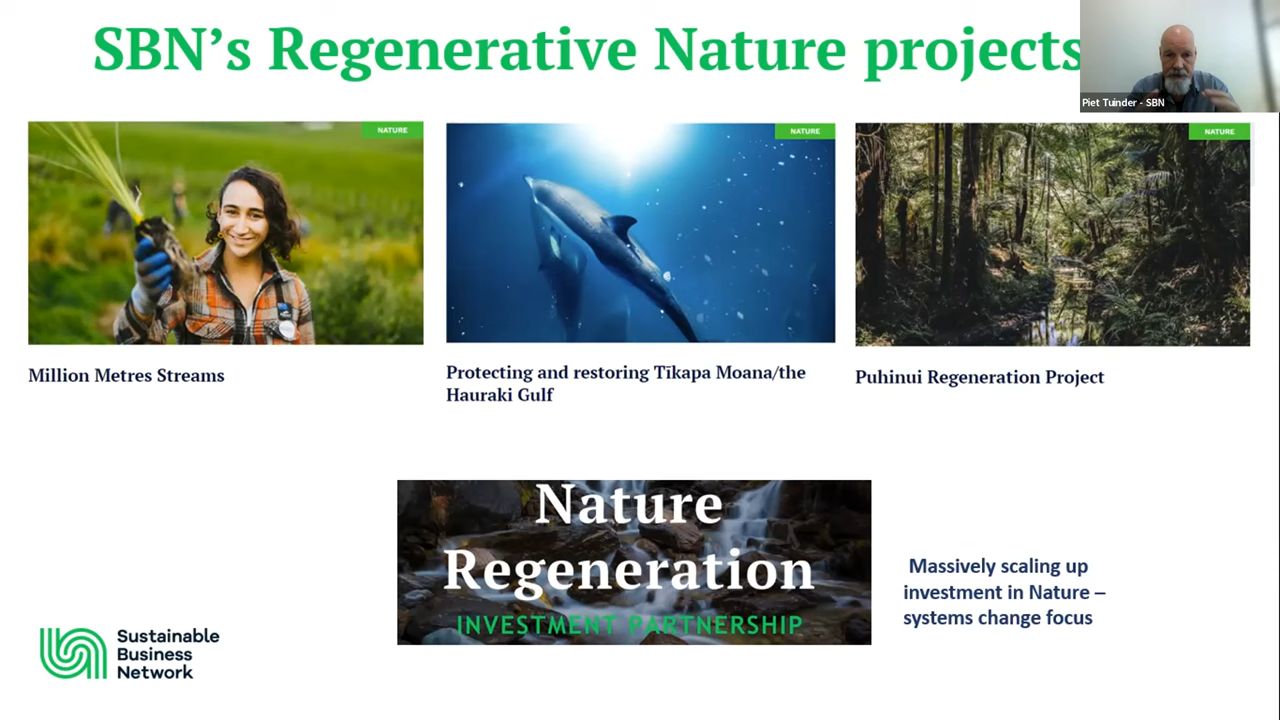 SBN’s Regenerative Nature projects
Piet Tuinder - SBN
NATURE
NATURE
NATURE
Million Metres Streams
Protecting and restoring Tīkapa Moana/the
Hauraki Gulf
Puhinui Regeneration Project
Nature
Regeneration
INVESTMENT PARTNERSHIP
Massively scaling up
investment in Nature –
systems change focus
Sustainable
Business
Network